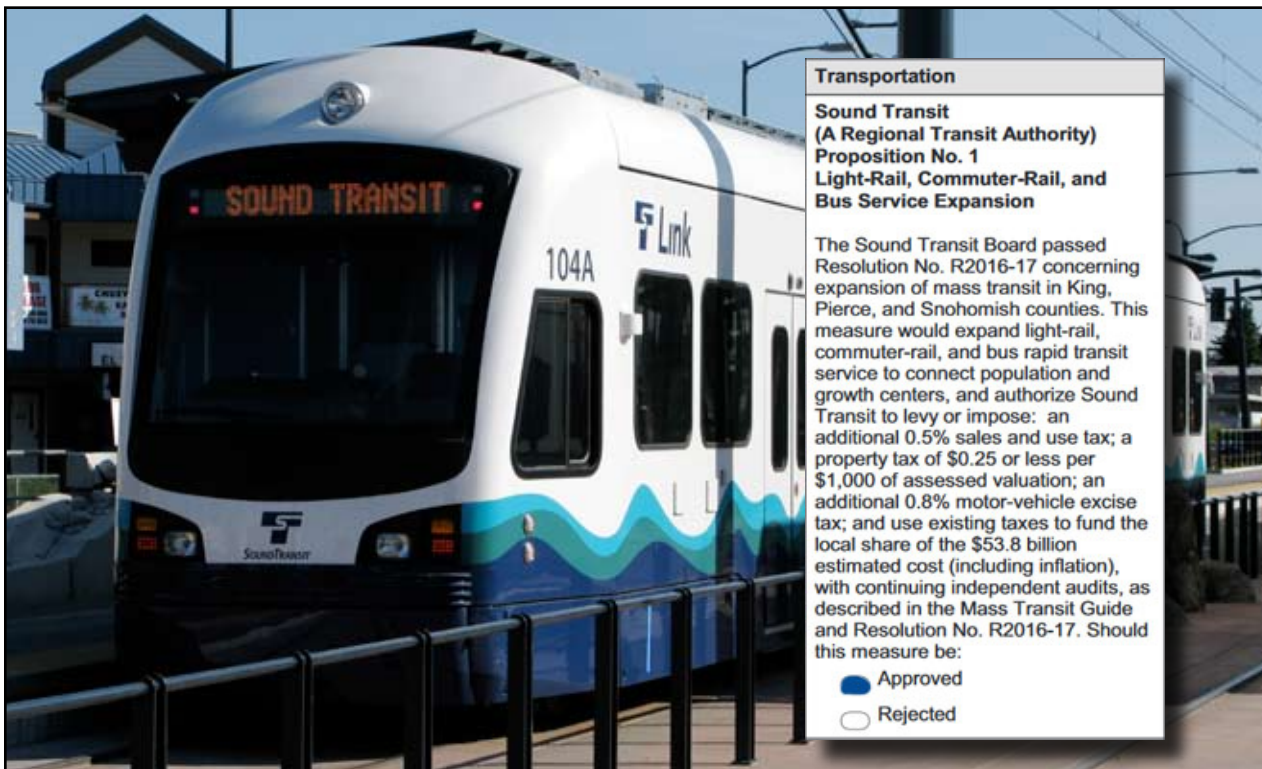 SOUND TRANSIT
ST Link
104A
SOUNDTRANSIT
Transportation
Sound Transit
(A Regional Transit Authority)
Proposition No. 1
Light-Rail, Commuter-Rail, and
Bus Service Expansion
The Sound Transit Board passed
Resolution No. R2016-17 concerning
expansion of mass transit in King,
Pierce, and Snohomish counties. This
measure would expand light-rail,
commuter-rail, and bus rapid transit
service to connect population and
growth centers, and authorize Sound
Transit to levy or impose:  an
additional 0.5% sales and use tax; a
property tax of $0.25 or less per
$1,000 of assessed valuation; an
additional 0.8% motor-vehicle excise
tax; and use existing taxes to fund the
local share of the $53.8 billion
estimated cost (including inflation),
with continuing independent audits, as
described in the Mass Transit Guide
and Resolution No. R2016-17. Should
this measure be:
Approved
Rejected